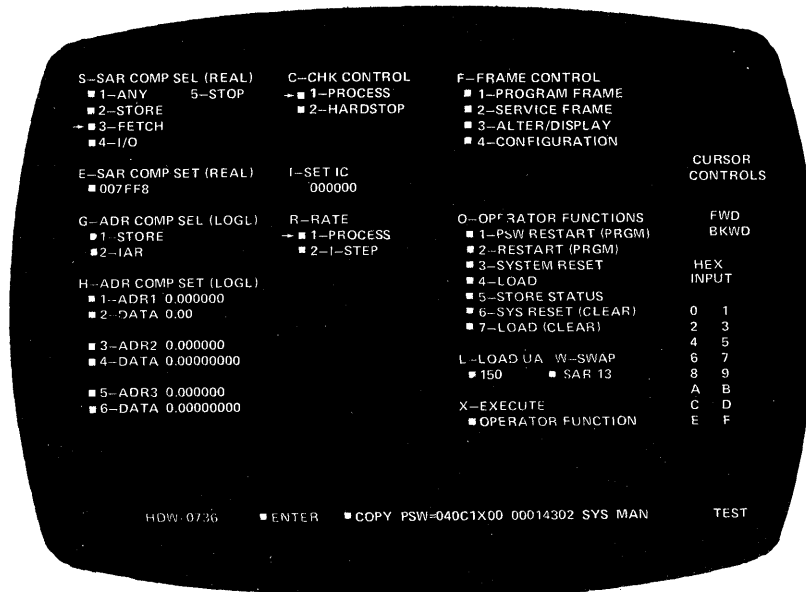 S-SAR COMP SEL (REAL) C-CHK CONTROL F-FRAME CONTROL
1-ANY 5-STOP 1-PROCESS 1-PROGRAM FRAME
2-STORE 2-HARDSTOP 2-SERVICE FRAME
3-FETCH 3-ALTER/DISPLAY
4-I/O 4-CONFIGURATION
CURSOR
E-SAR COMP SET (REAL) I-SET IC CONTROLS
007FF8 000000
G-ADR COMP SEL (LOGL) R-RATE O-OPERATOR FUNCTIONS FWD
1-STORE 1-PROCESS 1-PSW RESTART (PRGM) BKWD
2-IAR 2-I-STEP 2-RESTART (PRGM)
3-SYSTEM RESET HEX
H-ADR COMP SET (LOGL) 4-LOAD INPUT
1-ADR1 0.000000 5-STORE STATUS
2-DATA 0.00 6-SYS RESET (CLEAR) 0 1
7-LOAD (CLEAR) 2 3
3-ADR2 0.000000 4 5
4-DATA 0.00000000 L-LOAD UA W-SWAP 6 7
150 SAR 13 8 9
5-ADR3 0.000000 A B
6-DATA 0.00000000 X-EXECUTE C D
OPERATOR FUNCTION E F
HDW-0736 ENTER COPY PSW=040C1X00 00014302 SYS MAN TEST